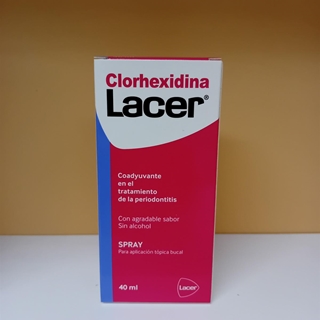 Clorhexidina
Lacer®
Coadyuvante
en el
tratamiento
de la periodontitis
Con agradable sabor
Sin alcohol
SPRAY
Para aplicación tópica bucal
40 ml
Lacer